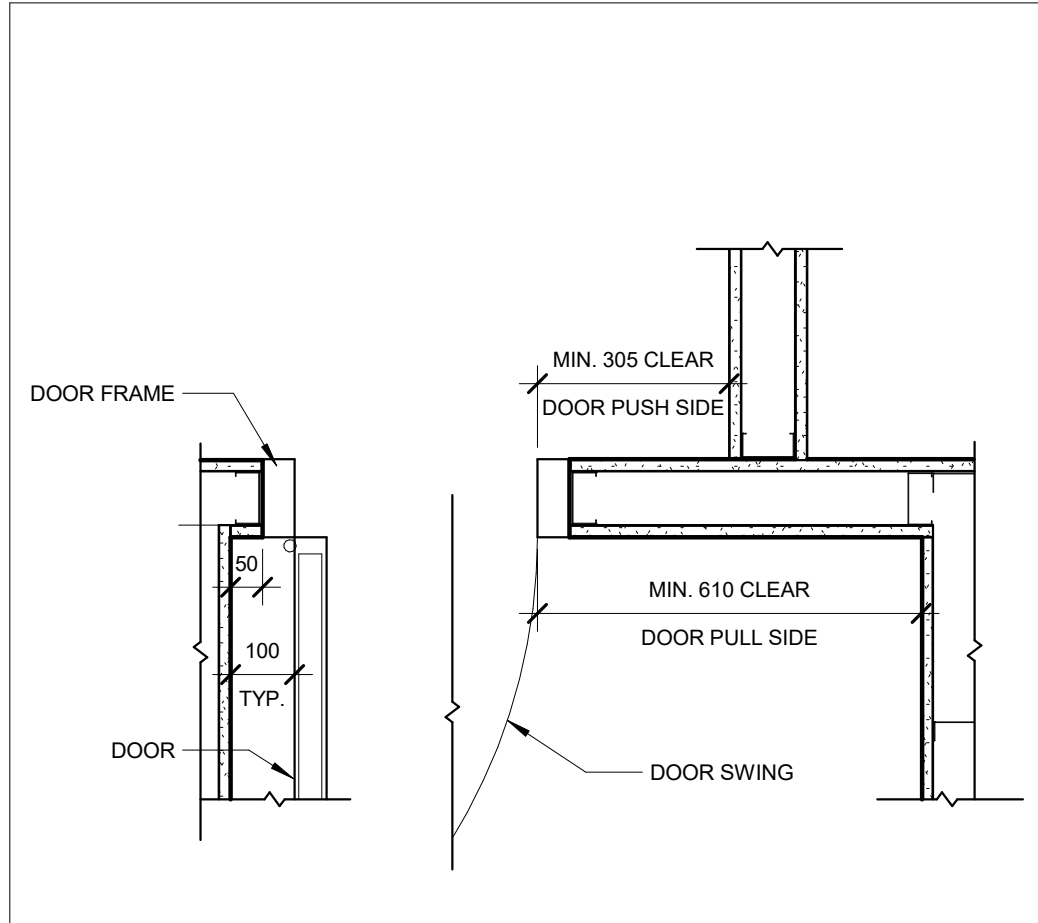 MIN. 305 CLEAR
DOOR PUSH SIDE
DOOR FRAME
50
MIN. 610 CLEAR
DOOR PULL SIDE
100
TYP.
DOOR
DOOR SWING